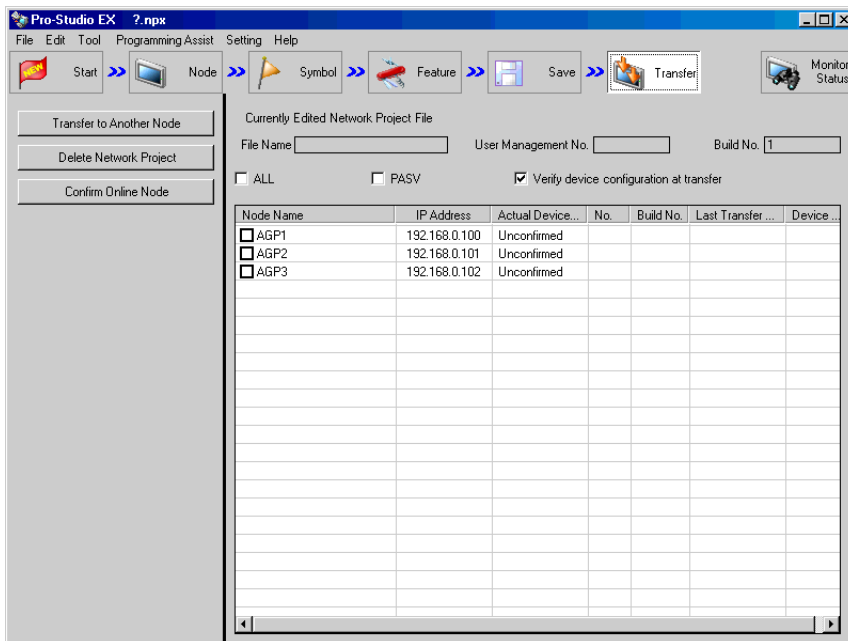 Pro-Studio EX    ?.npx
File Edit Tool Programming Assist Setting Help
NEW Start Node Symbol Feature Save Transfer Monitor Status
Transfer to Another Node
Delete Network Project
Confirm Online Node
Currently Edited Network Project File
File Name User Management No. Build No. 1
ALL PASV Verify device configuration at transfer
Node Name IP Address Actual Device... No. Build No. Last Transfer ... Device ...
AGP1 192.168.0.100 Unconfirmed
AGP2 192.168.0.101 Unconfirmed
AGP3 192.168.0.102 Unconfirmed